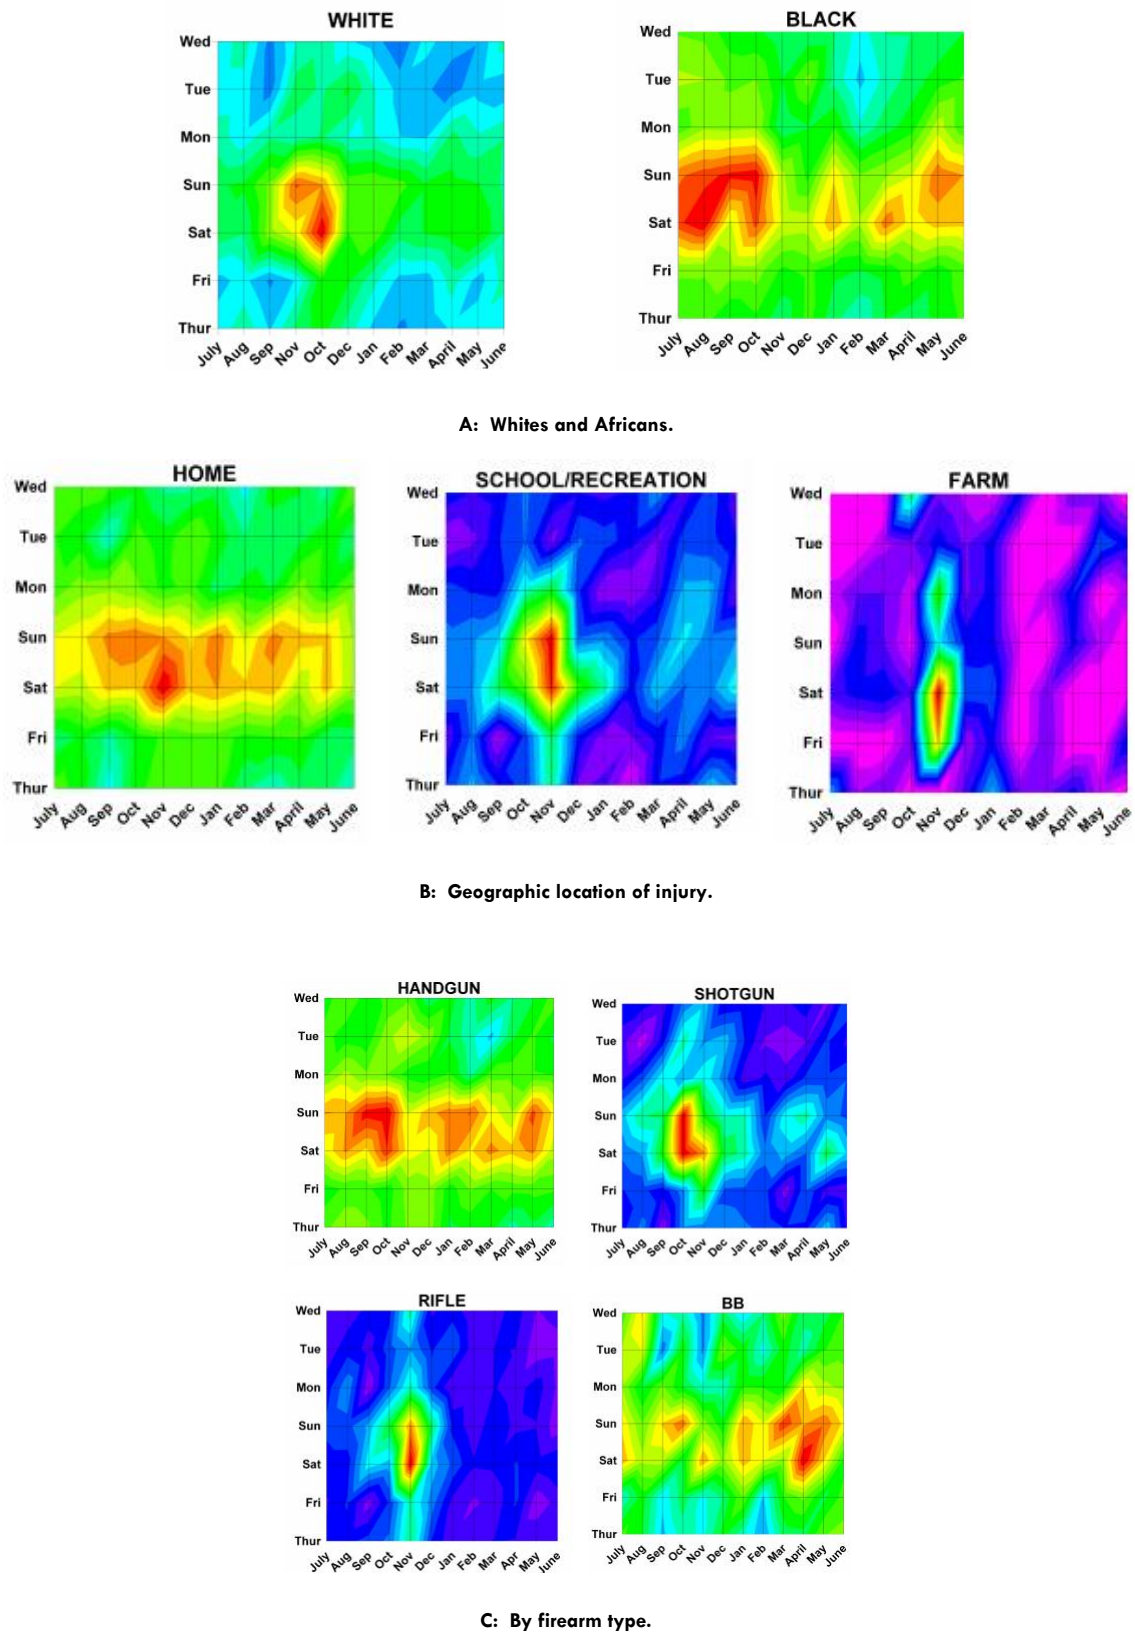 WHITE
BLACK
Wed
Tue
Mon
Sun
Sat
Fri
Thur
July Aug Sep Nov Oct Dec Jan Feb Mar April May June
Wed
Tue
Mon
Sun
Sat
Fri
Thur
July Aug Sep Oct Nov Dec Jan Feb Mar April May June
A: Whites and Africans.
HOME
SCHOOL/RECREATION
FARM
Wed
Tue
Mon
Sun
Sat
Fri
Thur
July Aug Sep Oct Nov Dec Jan Feb Mar April May June
Wed
Tue
Mon
Sun
Sat
Fri
Thur
July Aug Sep Oct Nov Dec Jan Feb Mar April May June
Wed
Tue
Mon
Sun
Sat
Fri
Thur
July Aug Sep Oct Nov Dec Jan Feb Mar April May June
B: Geographic location of injury.
HANDGUN
SHOTGUN
Wed
Tue
Mon
Sun
Sat
Fri
Thur
July Aug Sep Oct Nov Dec Jan Feb Mar April May June
Wed
Tue
Mon
Sun
Sat
Fri
Thur
July Aug Sep Oct Nov Dec Jan Feb Mar April May June
RIFLE
BB
Wed
Tue
Mon
Sun
Sat
Fri
Thur
July Aug Sep Oct Nov Dec Jan Feb Mar Apr May June
Wed
Tue
Mon
Sun
Sat
Fri
Thur
July Aug Sep Oct Nov Dec Jan Feb Mar April May June
C: By firearm type.